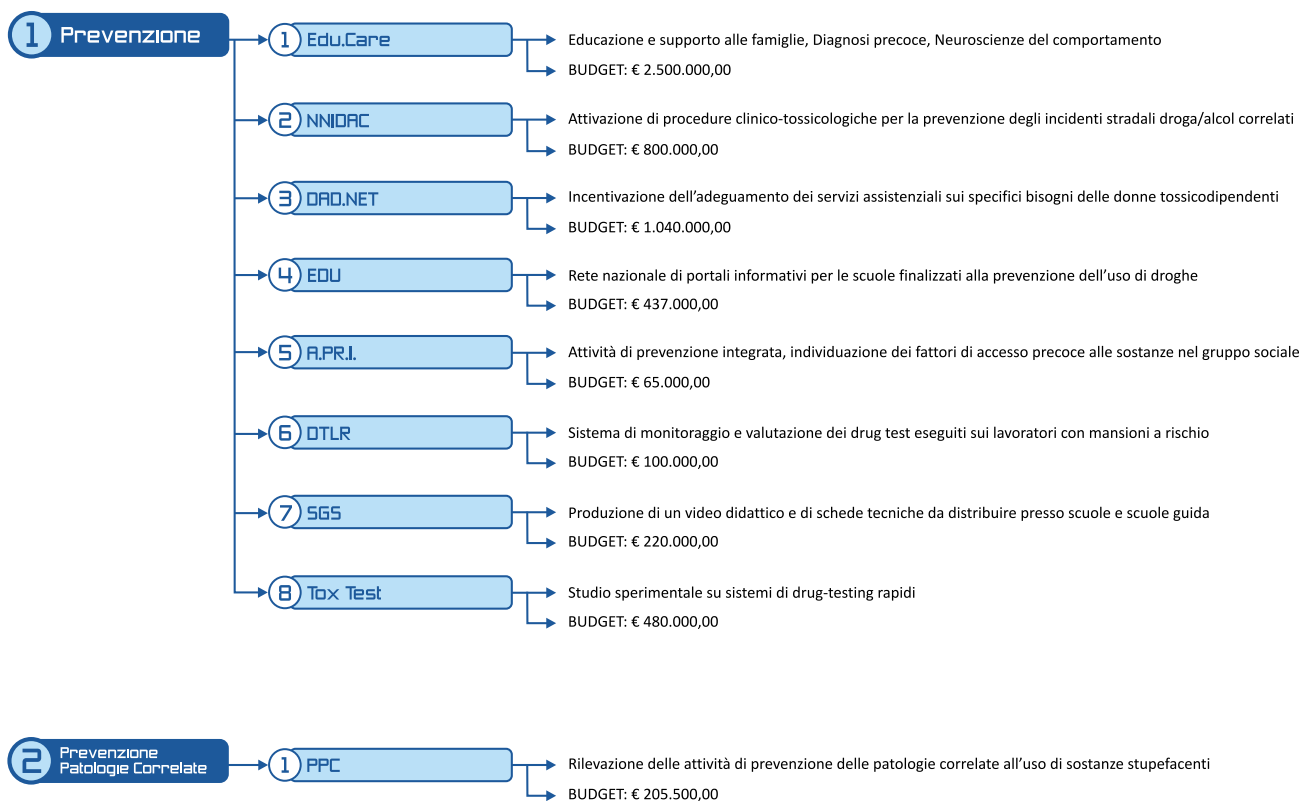 1 Prevenzione
1 Edu.Care
Educazione e supporto alle famiglie, Diagnosi precoce, Neuroscienze del comportamento
BUDGET: € 2.500.000,00
2 NNIDAC
Attivazione di procedure clinico-tossicologiche per la prevenzione degli incidenti stradali droga/alcol correlati
BUDGET: € 800.000,00
3 DAD.NET
Incentivazione dell’adeguamento dei servizi assistenziali sui specifici bisogni delle donne tossicodipendenti
BUDGET: € 1.040.000,00
4 EDU
Rete nazionale di portali informativi per le scuole finalizzati alla prevenzione dell’uso di droghe
BUDGET: € 437.000,00
5 A.PR.I.
Attività di prevenzione integrata, individuazione dei fattori di accesso precoce alle sostanze nel gruppo sociale
BUDGET: € 65.000,00
6 DTLR
Sistema di monitoraggio e valutazione dei drug test eseguiti sui lavoratori con mansioni a rischio
BUDGET: € 100.000,00
7 SGS
Produzione di un video didattico e di schede tecniche da distribuire presso scuole e scuole guida
BUDGET: € 220.000,00
8 Tox Test
Studio sperimentale su sistemi di drug-testing rapidi
BUDGET: € 480.000,00
2 Prevenzione
Patologie Correlate
1 PPC
Rilevazione delle attività di prevenzione delle patologie correlate all’uso di sostanze stupefacenti
BUDGET: € 205.500,00